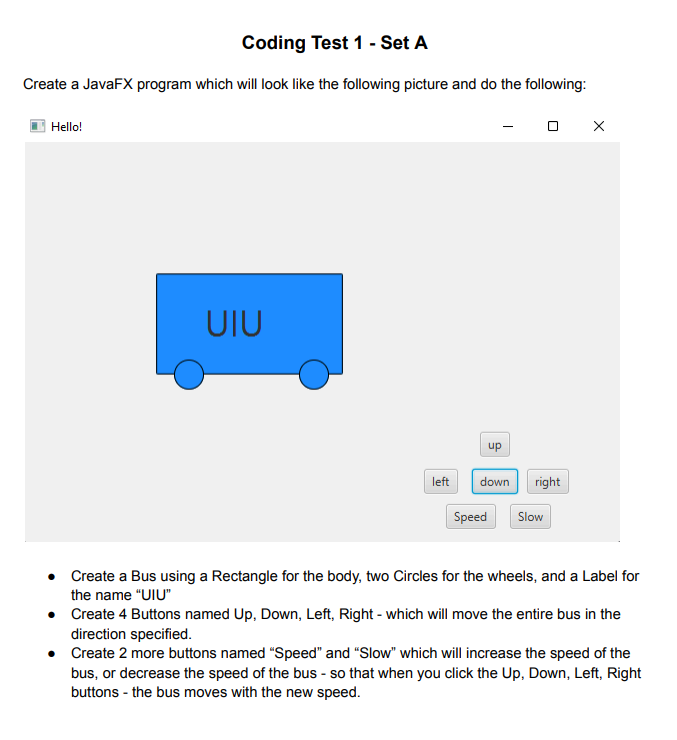 Coding Test 1 - Set A
Create a JavaFX program which will look like the following picture and do the following:
Hello!
UIU
up
left down right
Speed Slow
● Create a Bus using a Rectangle for the body, two Circles for the wheels, and a Label for
the name “UIU”
● Create 4 Buttons named Up, Down, Left, Right - which will move the entire bus in the
direction specified.
● Create 2 more buttons named “Speed” and “Slow” which will increase the speed of the
bus, or decrease the speed of the bus - so that when you click the Up, Down, Left, Right
buttons - the bus moves with the new speed.